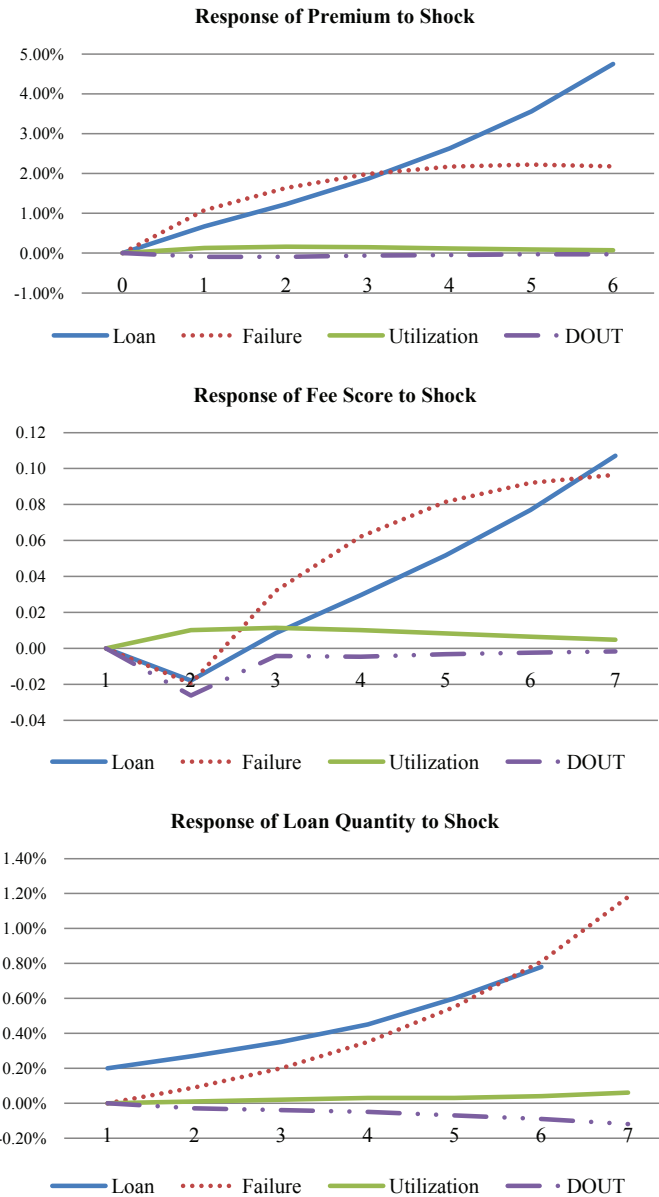 Response of Premium to Shock
5.00%
4.00%
3.00%
2.00%
1.00%
0.00%
-1.00%
0 1 2 3 4 5 6
Loan Failure Utilization DOUT
Response of Fee Score to Shock
0.12
0.10
0.08
0.06
0.04
0.02
0.00
-0.02
-0.04
1 2 3 4 5 6 7
Loan Failure Utilization DOUT
Response of Loan Quantity to Shock
1.40%
1.20%
1.00%
0.80%
0.60%
0.40%
0.20%
0.00%
-0.20%
1 2 3 4 5 6 7
Loan Failure Utilization DOUT